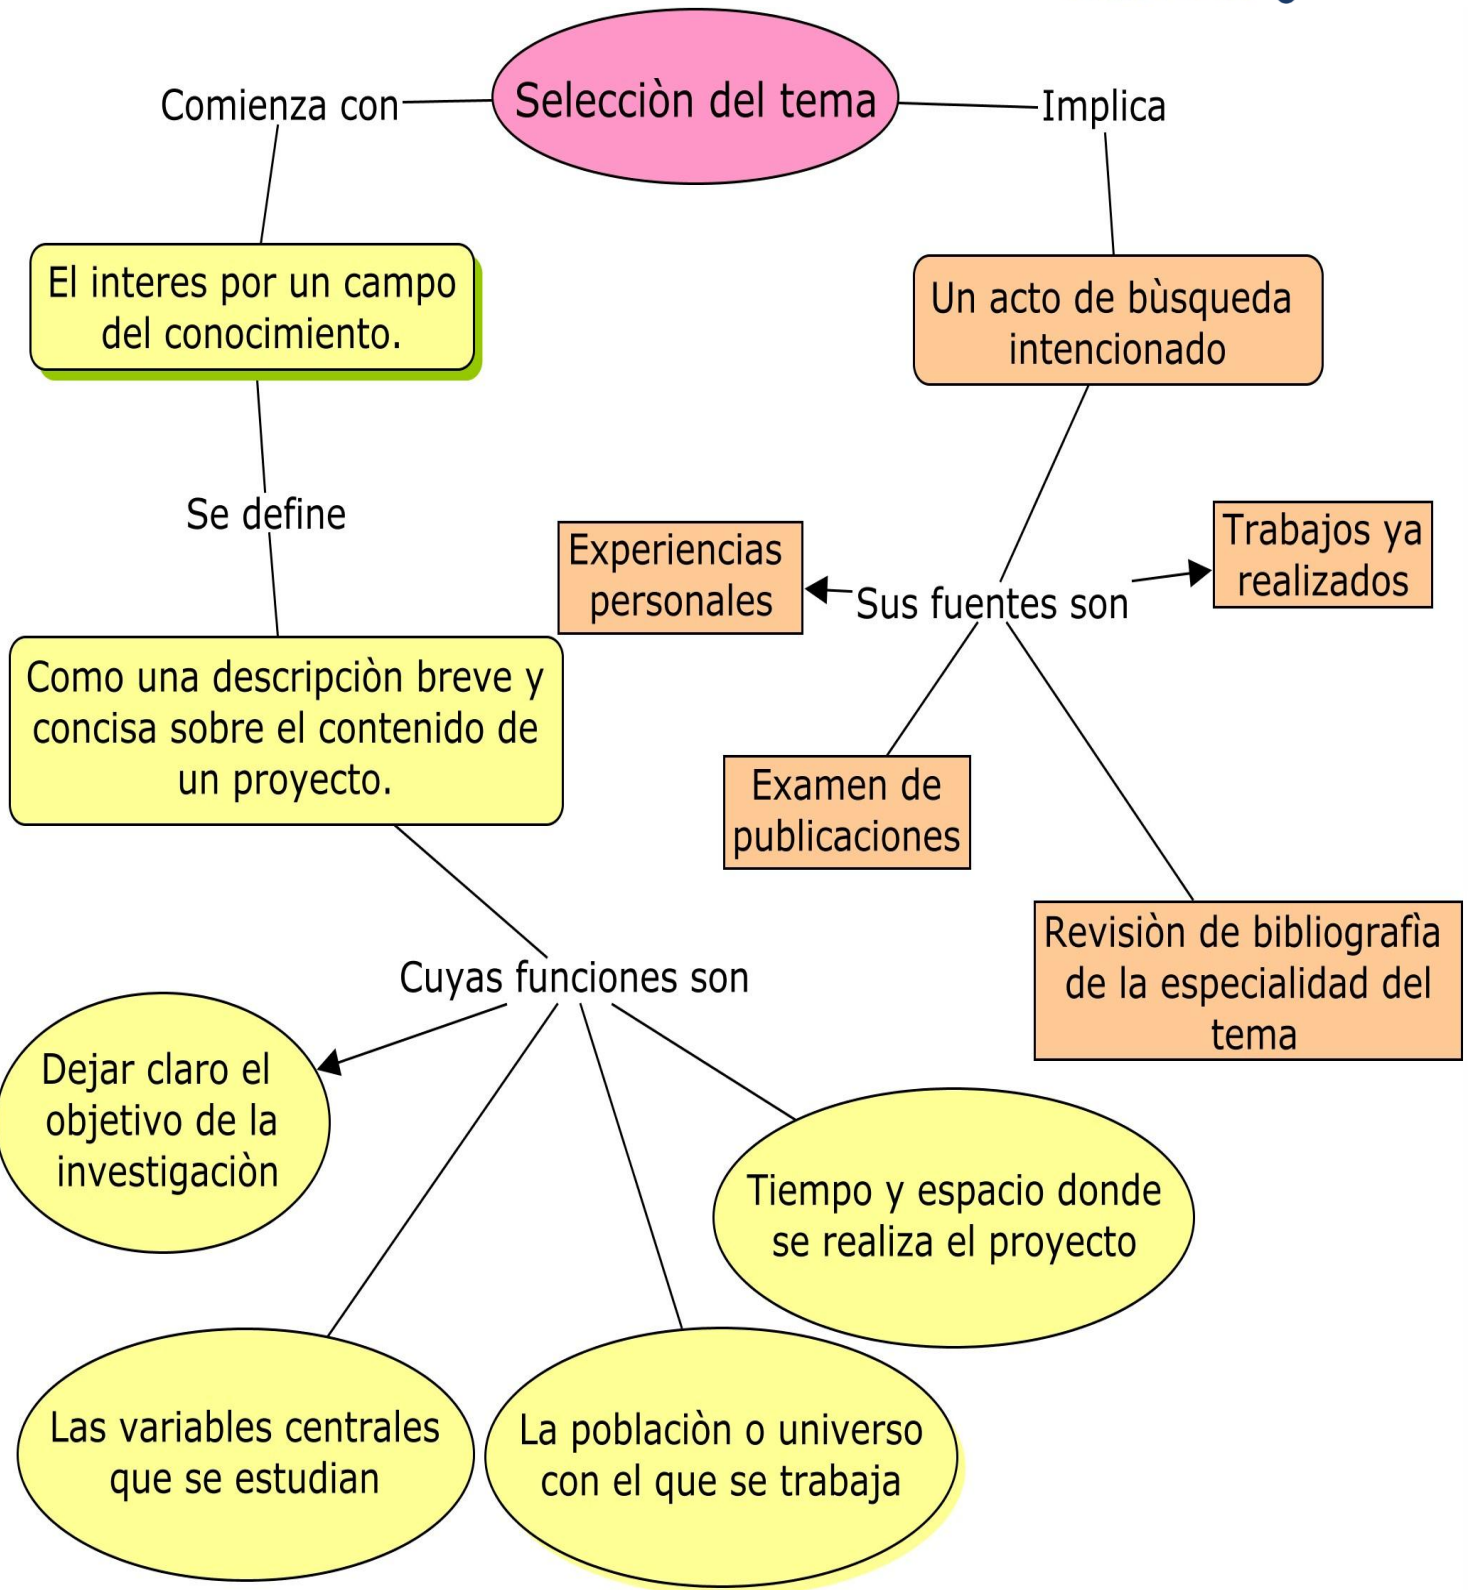 Selecciòn del tema
Comienza con
Implica
El interes por un campo
del conocimiento.
Un acto de bùsqueda
intencionado
Se define
Experiencias
personales
Sus fuentes son
Trabajos ya
realizados
Como una descripciòn breve y
concisa sobre el contenido de
un proyecto.
Examen de
publicaciones
Revisiòn de bibliografìa
de la especialidad del
tema
Cuyas funciones son
Dejar claro el
objetivo de la
investigaciòn
Tiempo y espacio donde
se realiza el proyecto
Las variables centrales
que se estudian
La poblaciòn o universo
con el que se trabaja